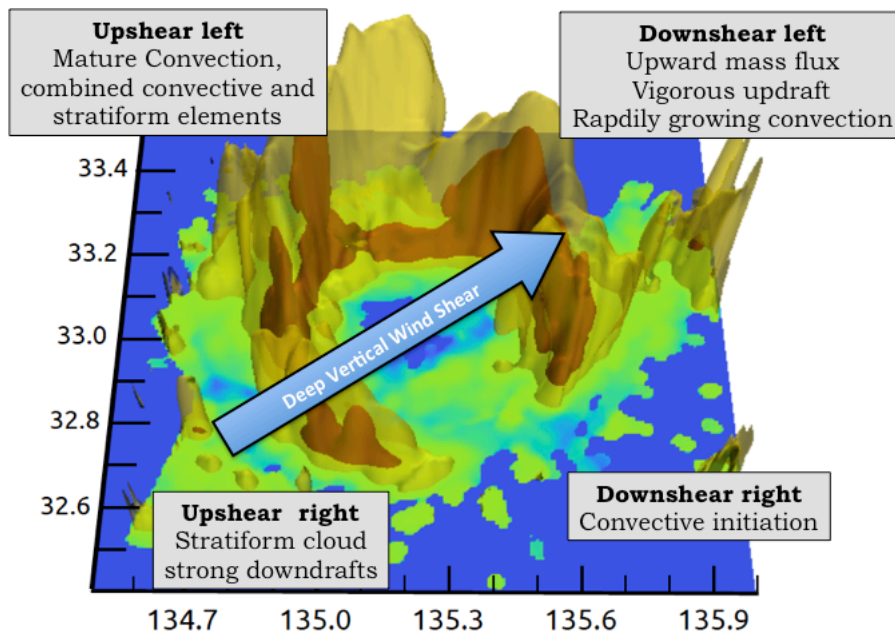 Upshear left
Mature Convection,
combined convective and
stratiform elements
Downshear left
Upward mass flux
Vigorous updraft
Rapdily growing convection
33.4
33.2
33.0
32.8
32.6
Deep Vertical Wind Shear
Upshear right
Stratiform cloud
strong downdrafts
Downshear right
Convective initiation
134.7
135.0
135.3
135.6
135.9